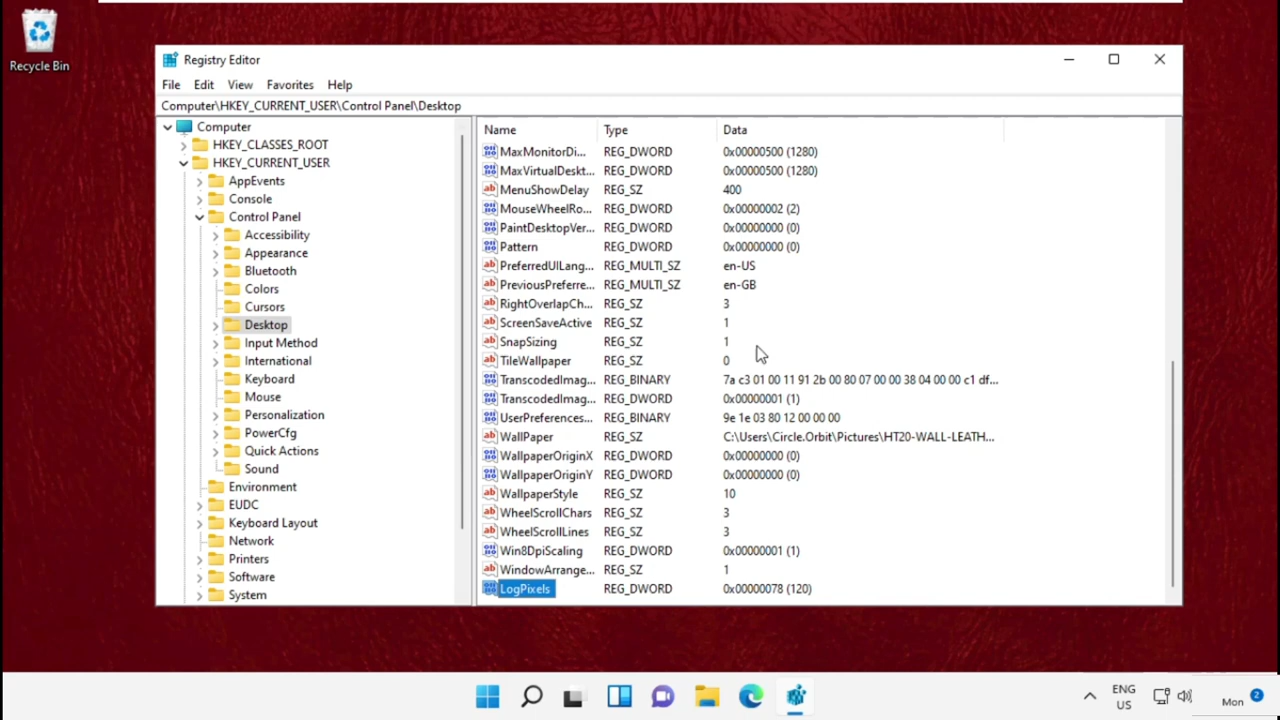 Recycle Bin
Registry Editor
File Edit View Favorites Help
Computer\HKEY_CURRENT_USER\Control Panel\Desktop
Computer
HKEY_CLASSES_ROOT
HKEY_CURRENT_USER
AppEvents
Console
Control Panel
Accessibility
Appearance
Bluetooth
Colors
Cursors
Desktop
Input Method
International
Keyboard
Mouse
Personalization
PowerCfg
Quick Actions
Sound
Environment
EUDC
Keyboard Layout
Network
Printers
Software
System
Name Type Data
MaxMonitorDi... REG_DWORD 0x00000500 (1280)
MaxVirtualDeskt... REG_DWORD 0x00000500 (1280)
MenuShowDelay REG_SZ 400
MouseWheelRo... REG_DWORD 0x00000002 (2)
PaintDesktopVer... REG_DWORD 0x00000000 (0)
Pattern REG_DWORD 0x00000000 (0)
PreferredUILang... REG_MULTI_SZ en-US
PreviousPreferre... REG_MULTI_SZ en-GB
RightOverlapCh... REG_SZ 3
ScreenSaveActive REG_SZ 1
SnapSizing REG_SZ 1
TileWallpaper REG_SZ 0
TranscodedImag... REG_BINARY 7a c3 01 00 11 91 2b 00 80 07 00 00 38 04 00 00 c1 df...
TranscodedImag... REG_DWORD 0x00000001 (1)
UserPreferences... REG_BINARY 9e 1e 03 80 12 00 00 00
WallPaper REG_SZ C:\Users\Circle.Orbit\Pictures\HT20-WALL-LEATH...
WallpaperOriginX REG_DWORD 0x00000000 (0)
WallpaperOriginY REG_DWORD 0x00000000 (0)
WallpaperStyle REG_SZ 10
WheelScrollChars REG_SZ 3
WheelScrollLines REG_SZ 3
Win8DpiScaling REG_DWORD 0x00000001 (1)
WindowArrange... REG_SZ 1
LogPixels REG_DWORD 0x00000078 (120)
ENG
US
Mon 2